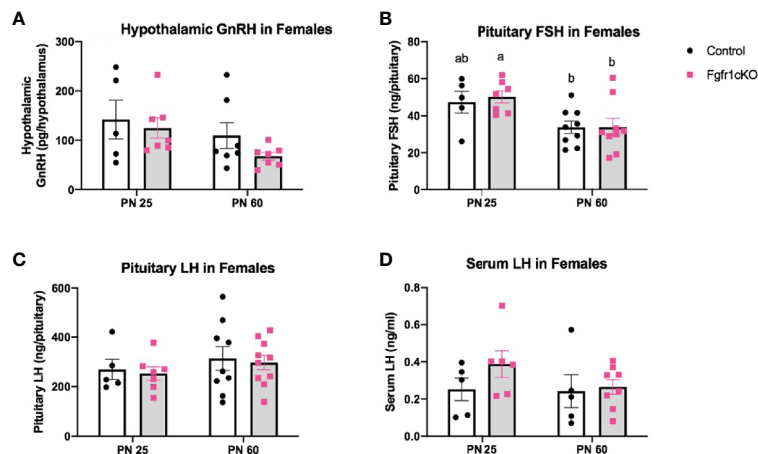 A
Hypothalamic GnRH in Females
Hypothalamic
GnRH (pg/hypothalamus)
300
200
100
0
PN 25
PN 60
B
Pituitary FSH in Females
Pituitary FSH (ng/pituitary)
80
60
40
20
0
ab
a
b
b
PN 25
PN 60
Control
Fgfr1cKO
C
Pituitary LH in Females
Pituitary LH (ng/pituitary)
600
400
200
0
PN 25
PN 60
D
Serum LH in Females
Serum LH (ng/ml)
0.8
0.6
0.4
0.2
0.0
PN 25
PN 60